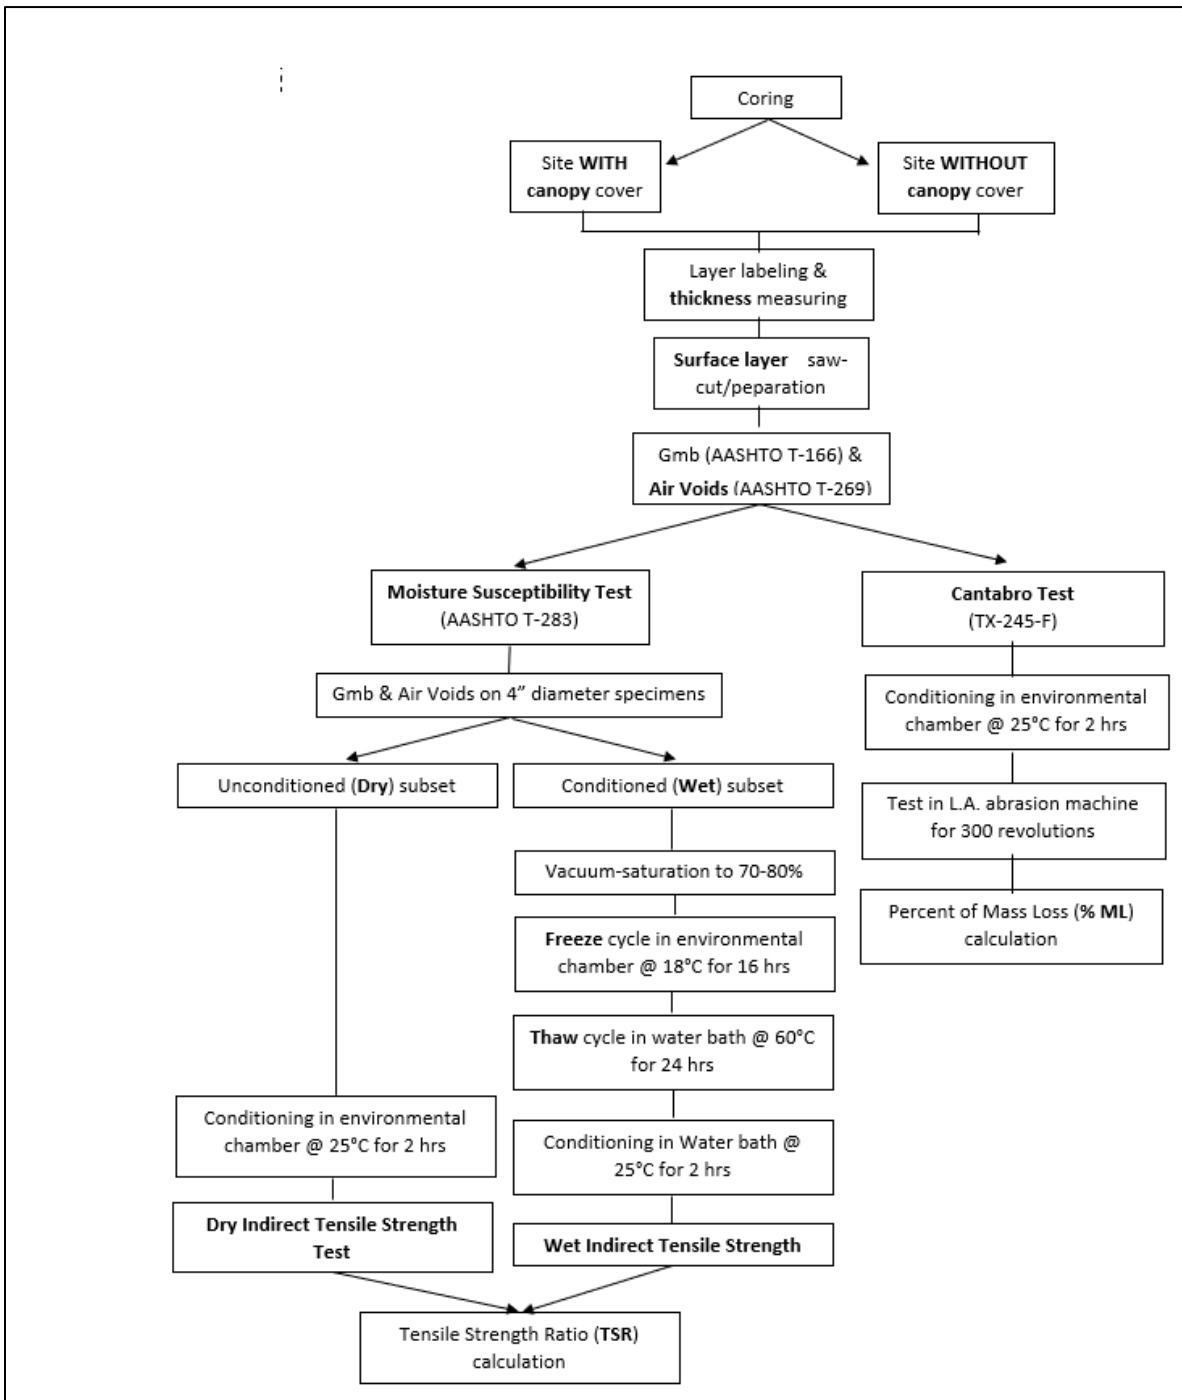 Coring
Site WITH
canopy cover
Site WITHOUT
canopy cover
Layer labeling &
thickness measuring
Surface layer saw-
cut/peparation
Gmb (AASHTO T-166) &
Air Voids (AASHTO T-269)
Moisture Susceptibility Test
(AASHTO T-283)
Cantabro Test
(TX-245-F)
Gmb & Air Voids on 4” diameter specimens
Conditioning in environmental
chamber @ 25°C for 2 hrs
Unconditioned (Dry) subset
Conditioned (Wet) subset
Test in L.A. abrasion machine
for 300 revolutions
Vacuum-saturation to 70-80%
Percent of Mass Loss (% ML)
calculation
Freeze cycle in environmental
chamber @ 18°C for 16 hrs
Thaw cycle in water bath @ 60°C
for 24 hrs
Conditioning in environmental
chamber @ 25°C for 2 hrs
Conditioning in Water bath @
25°C for 2 hrs
Dry Indirect Tensile Strength
Test
Wet Indirect Tensile Strength
Tensile Strength Ratio (TSR)
calculation